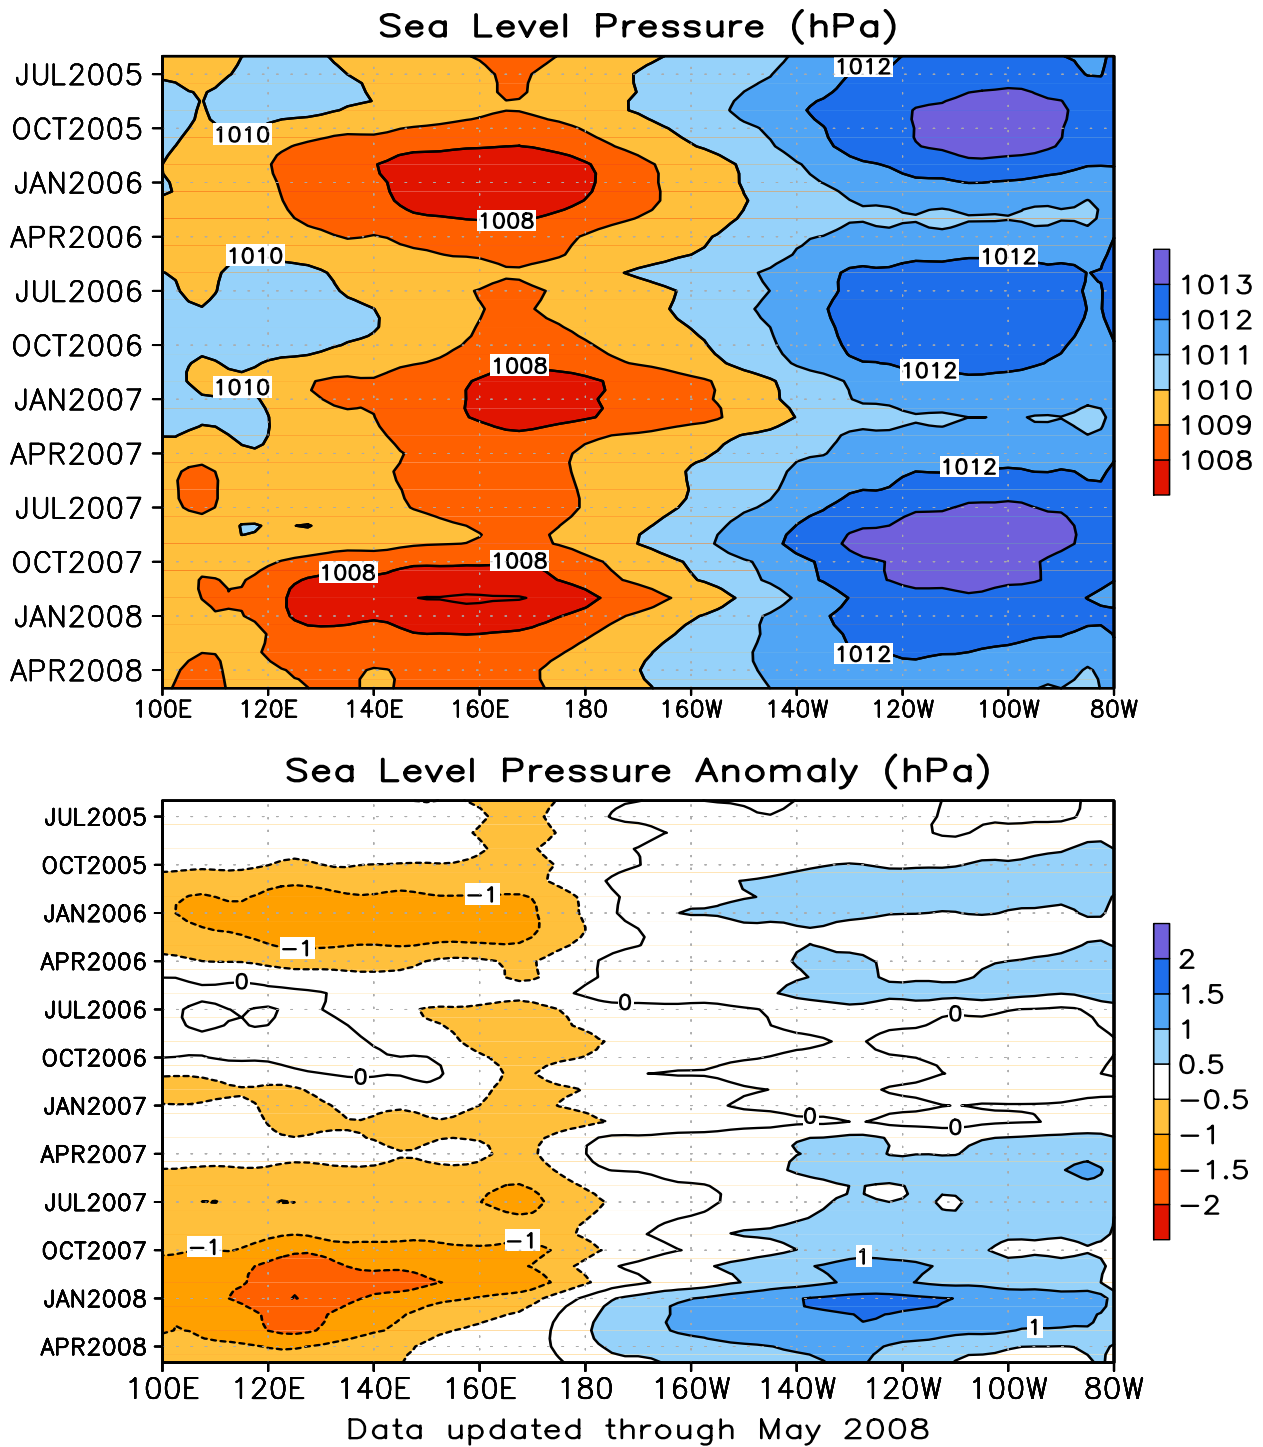 Sea Level Pressure (hPa)
JUL2005
OCT2005
JAN2006
APR2006
JUL2006
OCT2006
JAN2007
APR2007
JUL2007
OCT2007
JAN2008
APR2008
1012
1010
1008
1010
1012
1008
1010
1012
1012
1008
1008
1012
100E 120E 140E 160E 180 160W 140W 120W 100W 80W
1013
1012
1011
1010
1009
1008
Sea Level Pressure Anomaly (hPa)
JUL2005
OCT2005
JAN2006
APR2006
JUL2006
OCT2006
JAN2007
APR2007
JUL2007
OCT2007
JAN2008
APR2008
−1
−1
0
0
0
0
0
0
−1
−1
1
1
100E 120E 140E 160E 180 160W 140W 120W 100W 80W
2
1.5
1
0.5
−0.5
−1
−1.5
−2
Data updated through May 2008